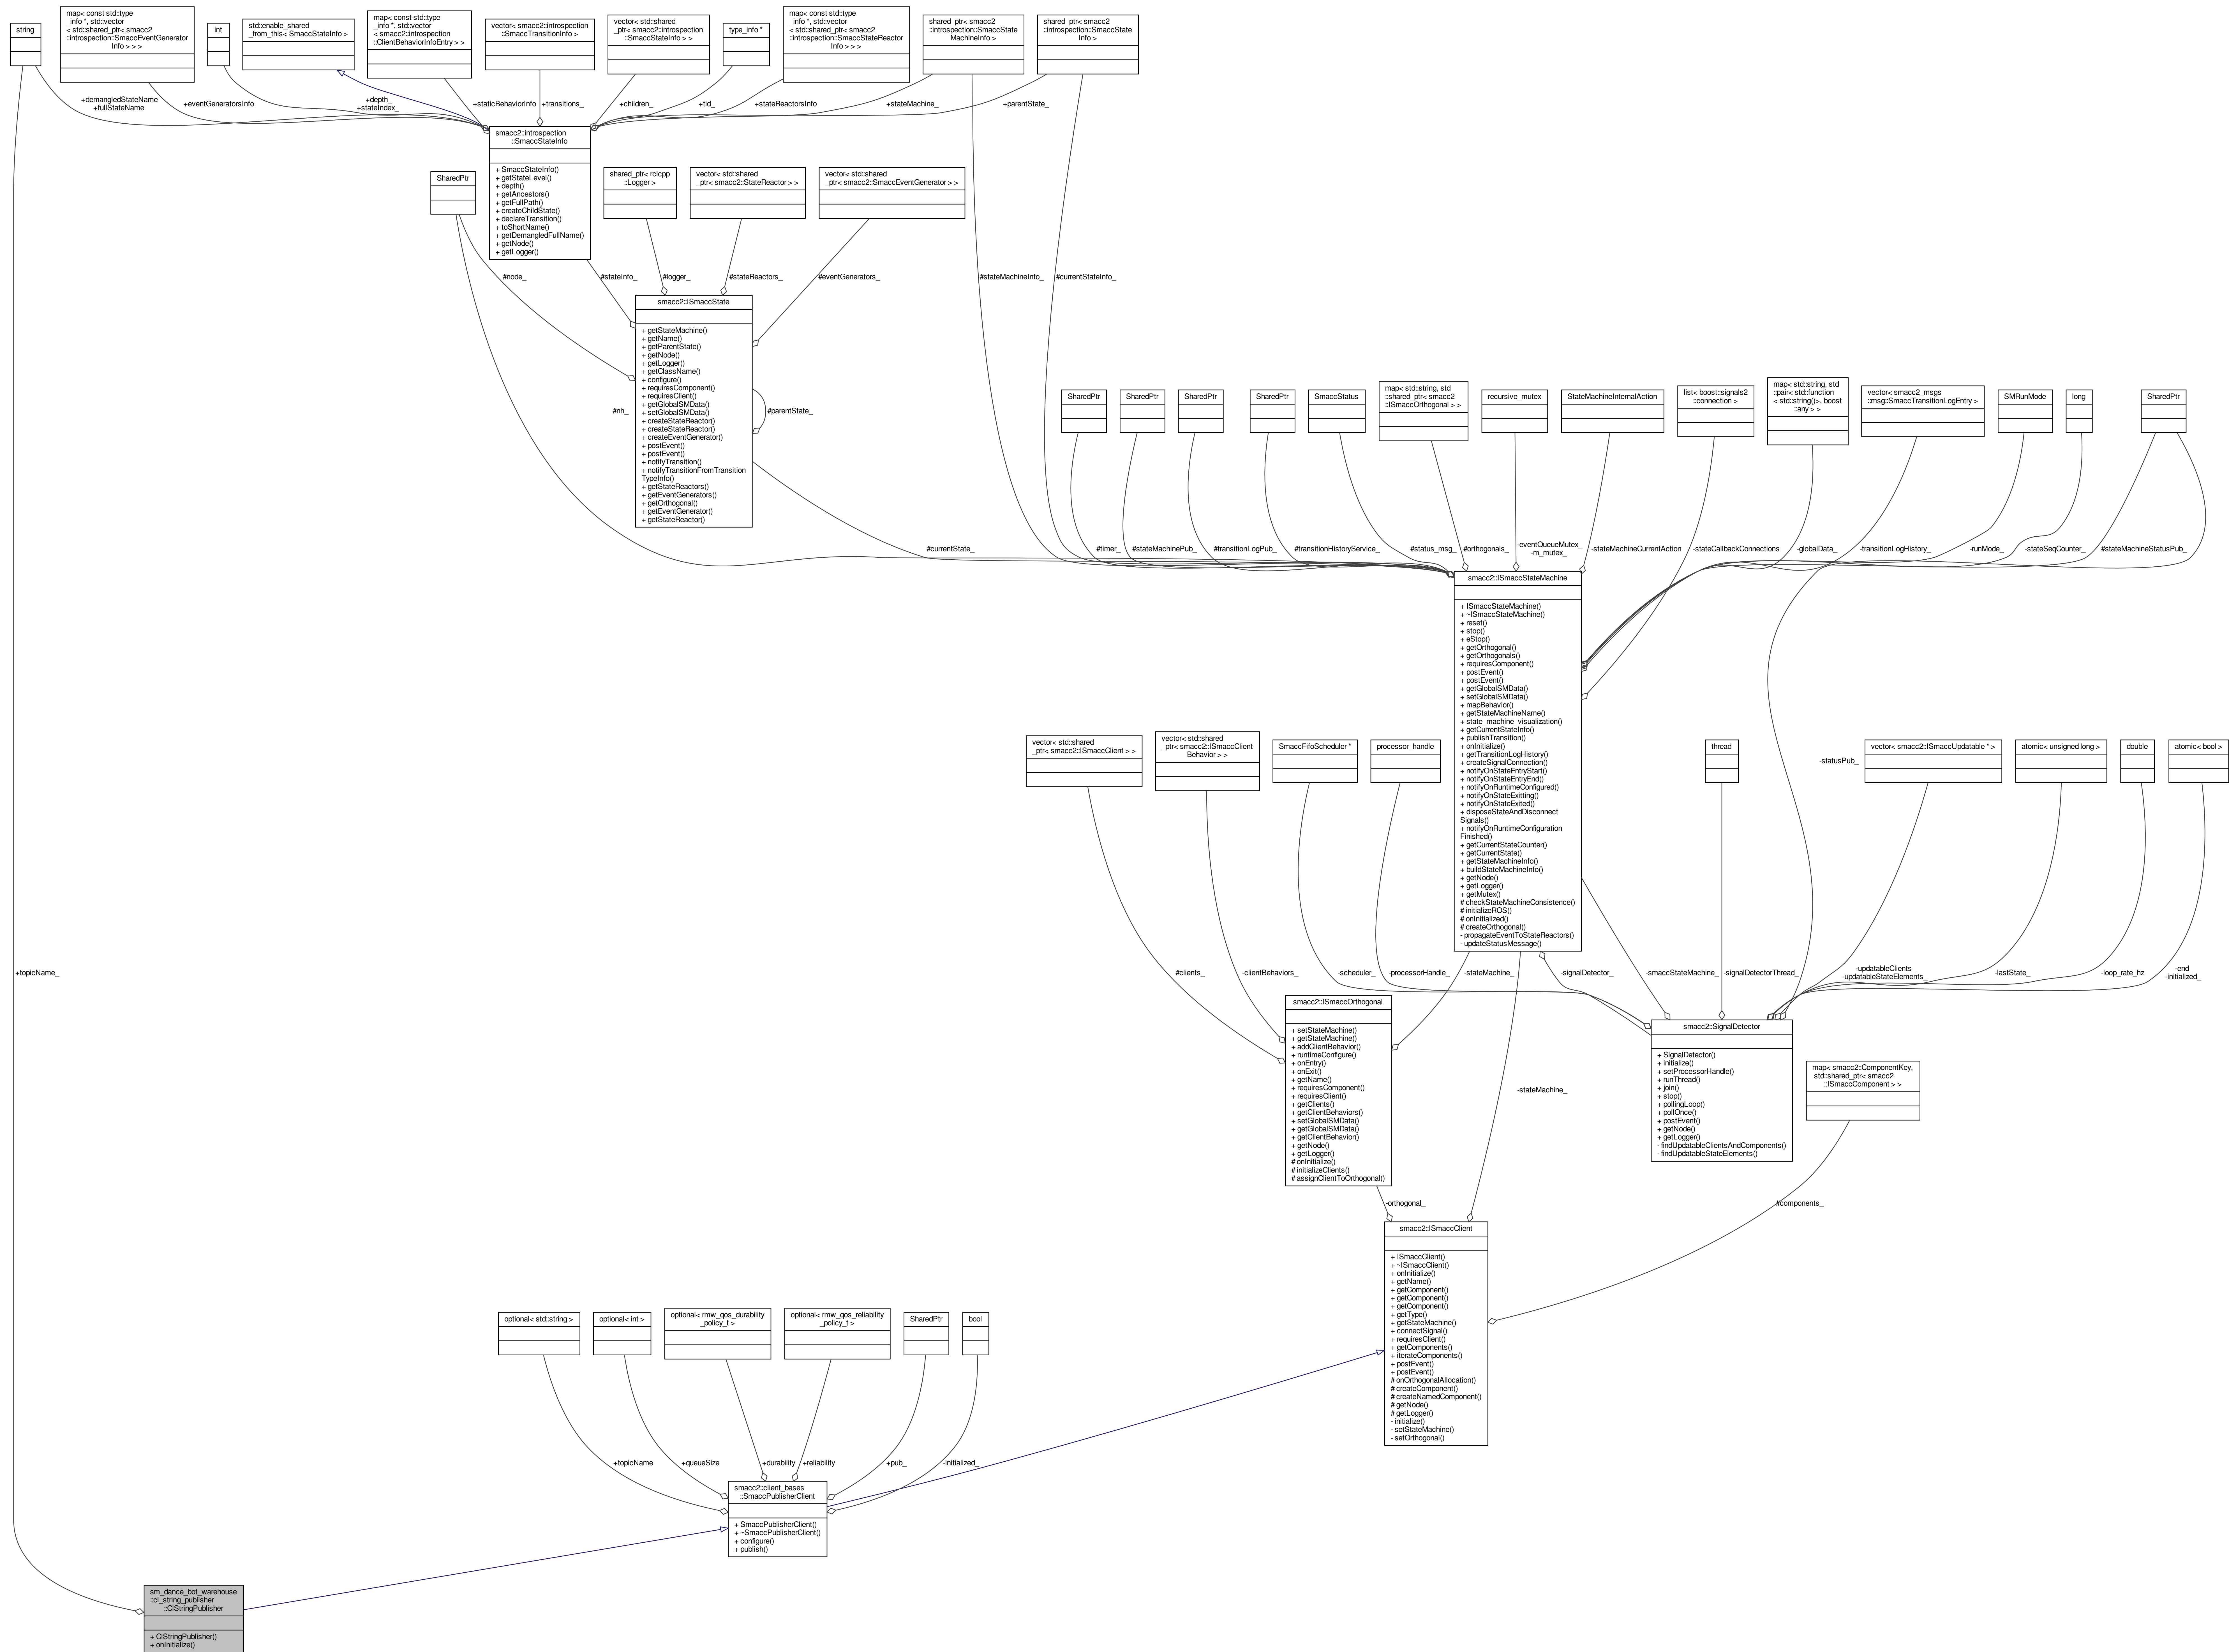 string
map< const std::type
_info *, std::vector
< std::shared_ptr< smacc2
::introspection::SmaccEventGenerator
Info > > >
int
std::enable_shared
_from_this< SmaccStateInfo >
map< const std::type
_info *, std::vector
< smacc2::introspection
::ClientBehaviorInfoEntry > >
vector< smacc2::introspection
::SmaccTransitionInfo >
vector< std::shared
_ptr< smacc2::introspection
::SmaccStateInfo > >
type_info *
map< const std::type
_info *, std::vector
< std::shared_ptr< smacc2
::introspection::SmaccStateReactor
Info > > >
shared_ptr< smacc2
::introspection::SmaccState
MachineInfo >
shared_ptr< smacc2
::introspection::SmaccState
Info >
+demangledStateName
+fullStateName
+eventGeneratorsInfo
+depth_
+stateIndex_
+staticBehaviorInfo
+transitions_
+children_
+tid_
+stateReactorsInfo
+stateMachine_
+parentState_
smacc2::introspection
::SmaccStateInfo
+ SmaccStateInfo()
+ getStateLevel()
+ depth()
+ getAncestors()
+ getFullPath()
+ createChildState()
+ declareTransition()
+ toShortName()
+ getDemangledFullName()
+ getNode()
+ getLogger()
SharedPtr
shared_ptr< rclcpp
::Logger >
vector< std::shared
_ptr< smacc2::StateReactor > >
vector< std::shared
_ptr< smacc2::SmaccEventGenerator > >
#node_
#stateInfo_
#logger_
#stateReactors_
#eventGenerators_
#stateMachineInfo_
#currentStateInfo_
smacc2::ISmaccState
+ getStateMachine()
+ getName()
+ getParentState()
+ getNode()
+ getLogger()
+ getClassName()
+ configure()
+ requiresComponent()
+ requiresClient()
+ getGlobalSMData()
+ setGlobalSMData()
+ createStateReactor()
+ createStateReactor()
+ createEventGenerator()
+ postEvent()
+ postEvent()
+ notifyTransition()
+ notifyTransitionFromTransition
TypeInfo()
+ getStateReactors()
+ getEventGenerators()
+ getOrthogonal()
+ getEventGenerator()
+ getStateReactor()
#nh_
#parentState_
SharedPtr
SharedPtr
SharedPtr
SharedPtr
SmaccStatus
map< std::string, std
::shared_ptr< smacc2
::ISmaccOrthogonal > >
recursive_mutex
StateMachineInternalAction
list< boost::signals2
::connection >
map< std::string, std
::pair< std::function
< std::string()>, boost
::any > >
vector< smacc2_msgs
::msg::SmaccTransitionLogEntry >
SMRunMode
long
SharedPtr
#currentState_
#timer_
#stateMachinePub_
#transitionLogPub_
#transitionHistoryService_
#status_msg_
#orthogonals_
-eventQueueMutex_
-m_mutex_
-stateMachineCurrentAction
-stateCallbackConnections
-globalData_
-transitionLogHistory_
-runMode_
-stateSeqCounter_
#stateMachineStatusPub_
smacc2::ISmaccStateMachine
+ ISmaccStateMachine()
+ ~ISmaccStateMachine()
+ reset()
+ stop()
+ eStop()
+ getOrthogonal()
+ getOrthogonals()
+ requiresComponent()
+ postEvent()
+ postEvent()
+ getGlobalSMData()
+ setGlobalSMData()
+ mapBehavior()
+ getStateMachineName()
+ state_machine_visualization()
+ getCurrentStateInfo()
+ publishTransition()
+ onInitialize()
+ getTransitionLogHistory()
+ createSignalConnection()
+ notifyOnStateEntryStart()
+ notifyOnStateEntryEnd()
+ notifyOnRuntimeConfigured()
+ notifyOnStateExitting()
+ notifyOnStateExited()
+ disposeStateAndDisconnect
Signals()
+ notifyOnRuntimeConfiguration
Finished()
+ getCurrentStateCounter()
+ getCurrentState()
+ getStateMachineInfo()
+ buildStateMachineInfo()
+ getNode()
+ getLogger()
+ getMutex()
# checkStateMachineConsistence()
# initializeROS()
# onInitialized()
# createOrthogonal()
- propagateEventToStateReactors()
- updateStatusMessage()
vector< std::shared
_ptr< smacc2::ISmaccClient > >
vector< std::shared
_ptr< smacc2::ISmaccClient
Behavior > >
SmaccFifoScheduler *
processor_handle
thread
-statusPub_
vector< smacc2::ISmaccUpdatable * >
atomic< unsigned long >
double
atomic< bool >
+topicName_
#clients_
-clientBehaviors_
-scheduler_
-processorHandle_
-stateMachine_
-signalDetector_
-smaccStateMachine_
-signalDetectorThread_
-updatableClients_
-updatableStateElements_
-lastState_
-loop_rate_hz
-end_
-initialized_
smacc2::ISmaccOrthogonal
+ setStateMachine()
+ getStateMachine()
+ addClientBehavior()
+ runtimeConfigure()
+ onEntry()
+ onExit()
+ getName()
+ requiresComponent()
+ requiresClient()
+ getClients()
+ getClientBehaviors()
+ setGlobalSMData()
+ getGlobalSMData()
+ getClientBehavior()
+ getNode()
+ getLogger()
# onInitialize()
# initializeClients()
# assignClientToOrthogonal()
smacc2::SignalDetector
+ SignalDetector()
+ initialize()
+ setProcessorHandle()
+ runThread()
+ join()
+ stop()
+ pollingLoop()
+ pollOnce()
+ postEvent()
+ getNode()
+ getLogger()
- findUpdatableClientsAndComponents()
- findUpdatableStateElements()
map< smacc2::ComponentKey,
std::shared_ptr< smacc2
::ISmaccComponent > >
-stateMachine_
-orthogonal_
#components_
smacc2::ISmaccClient
+ ISmaccClient()
+ ~ISmaccClient()
+ onInitialize()
+ getName()
+ getComponent()
+ getComponent()
+ getComponent()
+ getType()
+ getStateMachine()
+ connectSignal()
+ requiresClient()
+ getComponents()
+ iterateComponents()
+ postEvent()
+ postEvent()
# onOrthogonalAllocation()
# createComponent()
# createNamedComponent()
# getNode()
# getLogger()
- initialize()
- setStateMachine()
- setOrthogonal()
optional< std::string >
optional< int >
optional< rmw_qos_durability
_policy_t >
optional< rmw_qos_reliability
_policy_t >
SharedPtr
bool
+topicName
+queueSize
+durability
+reliability
+pub_
-initialized_
smacc2::client_bases
::SmaccPublisherClient
+ SmaccPublisherClient()
+ ~SmaccPublisherClient()
+ configure()
+ publish()
sm_dance_bot_warehouse
::cl_string_publisher
::ClStringPublisher
+ ClStringPublisher()
+ onInitialize()